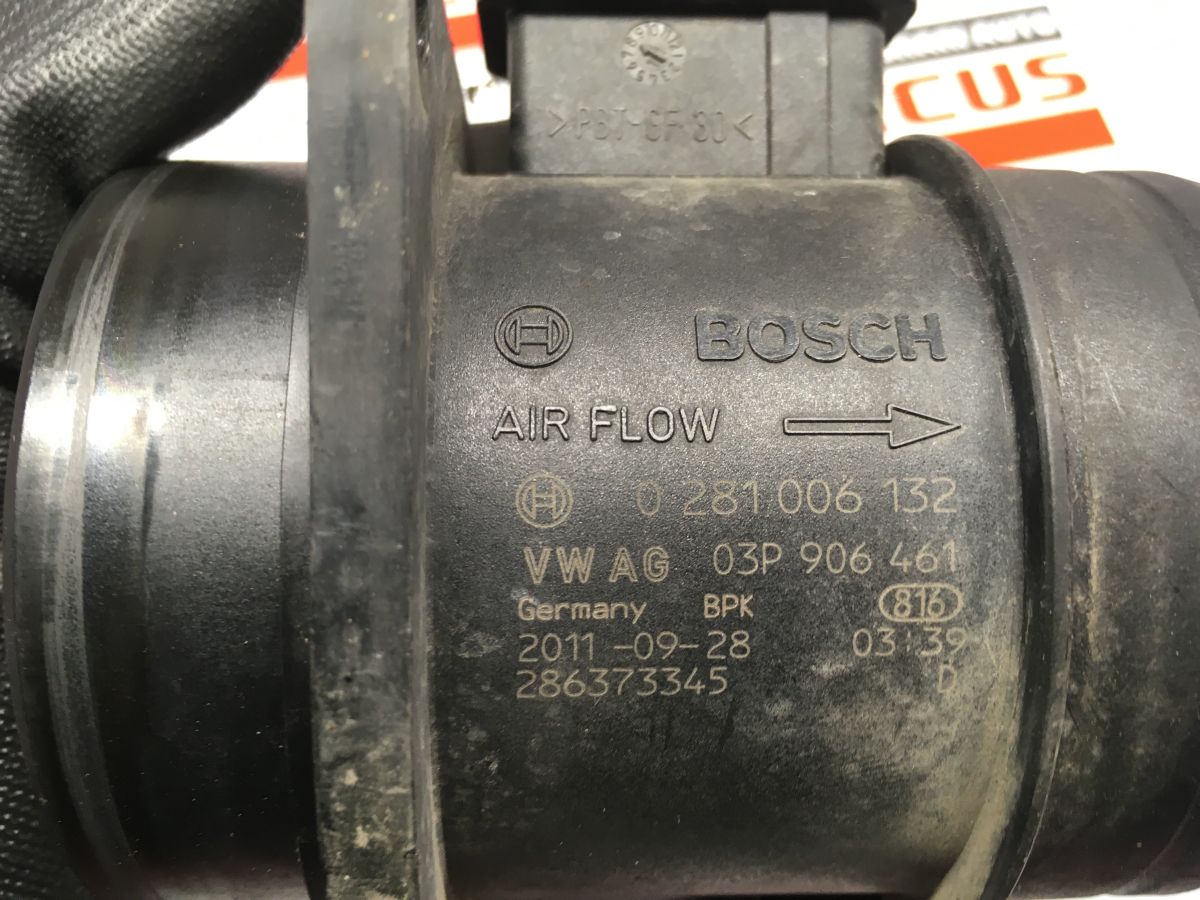 AUTO
CUS
>PBT-GF30<
BOSCH
AIR FLOW
0 281 006 132
VW AG 03P 906 461
Germany BPK 816
2011-09-28 03:39
286373345 D